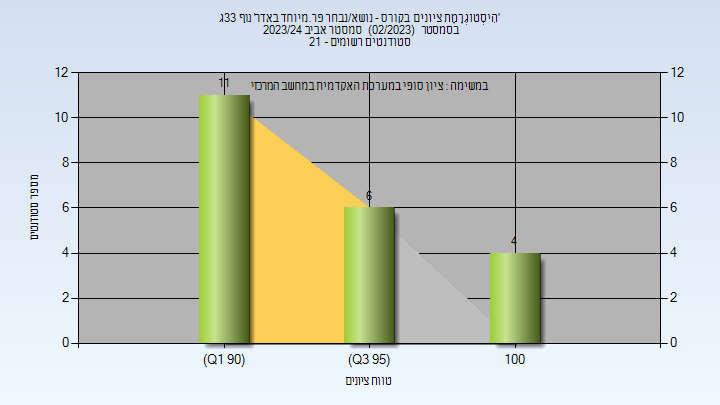 הִיסְטוֹגְרַמַּת ציונים בקורס - נושא/נבחר פר.מיוחד באדר' נוף 33ג'
בסמסטר (02/2023) סמסטר אביב 2023/24
סטודנטים רשומים - 21
במשימה : ציון סופי במערכת האקדמית במחשב המרכזי
מספר סטודנטים
12 12
10 10
8 8
6 6
4 4
2 2
0 0
11
6
4
(Q1 90) (Q3 95) 100
טווח ציונים